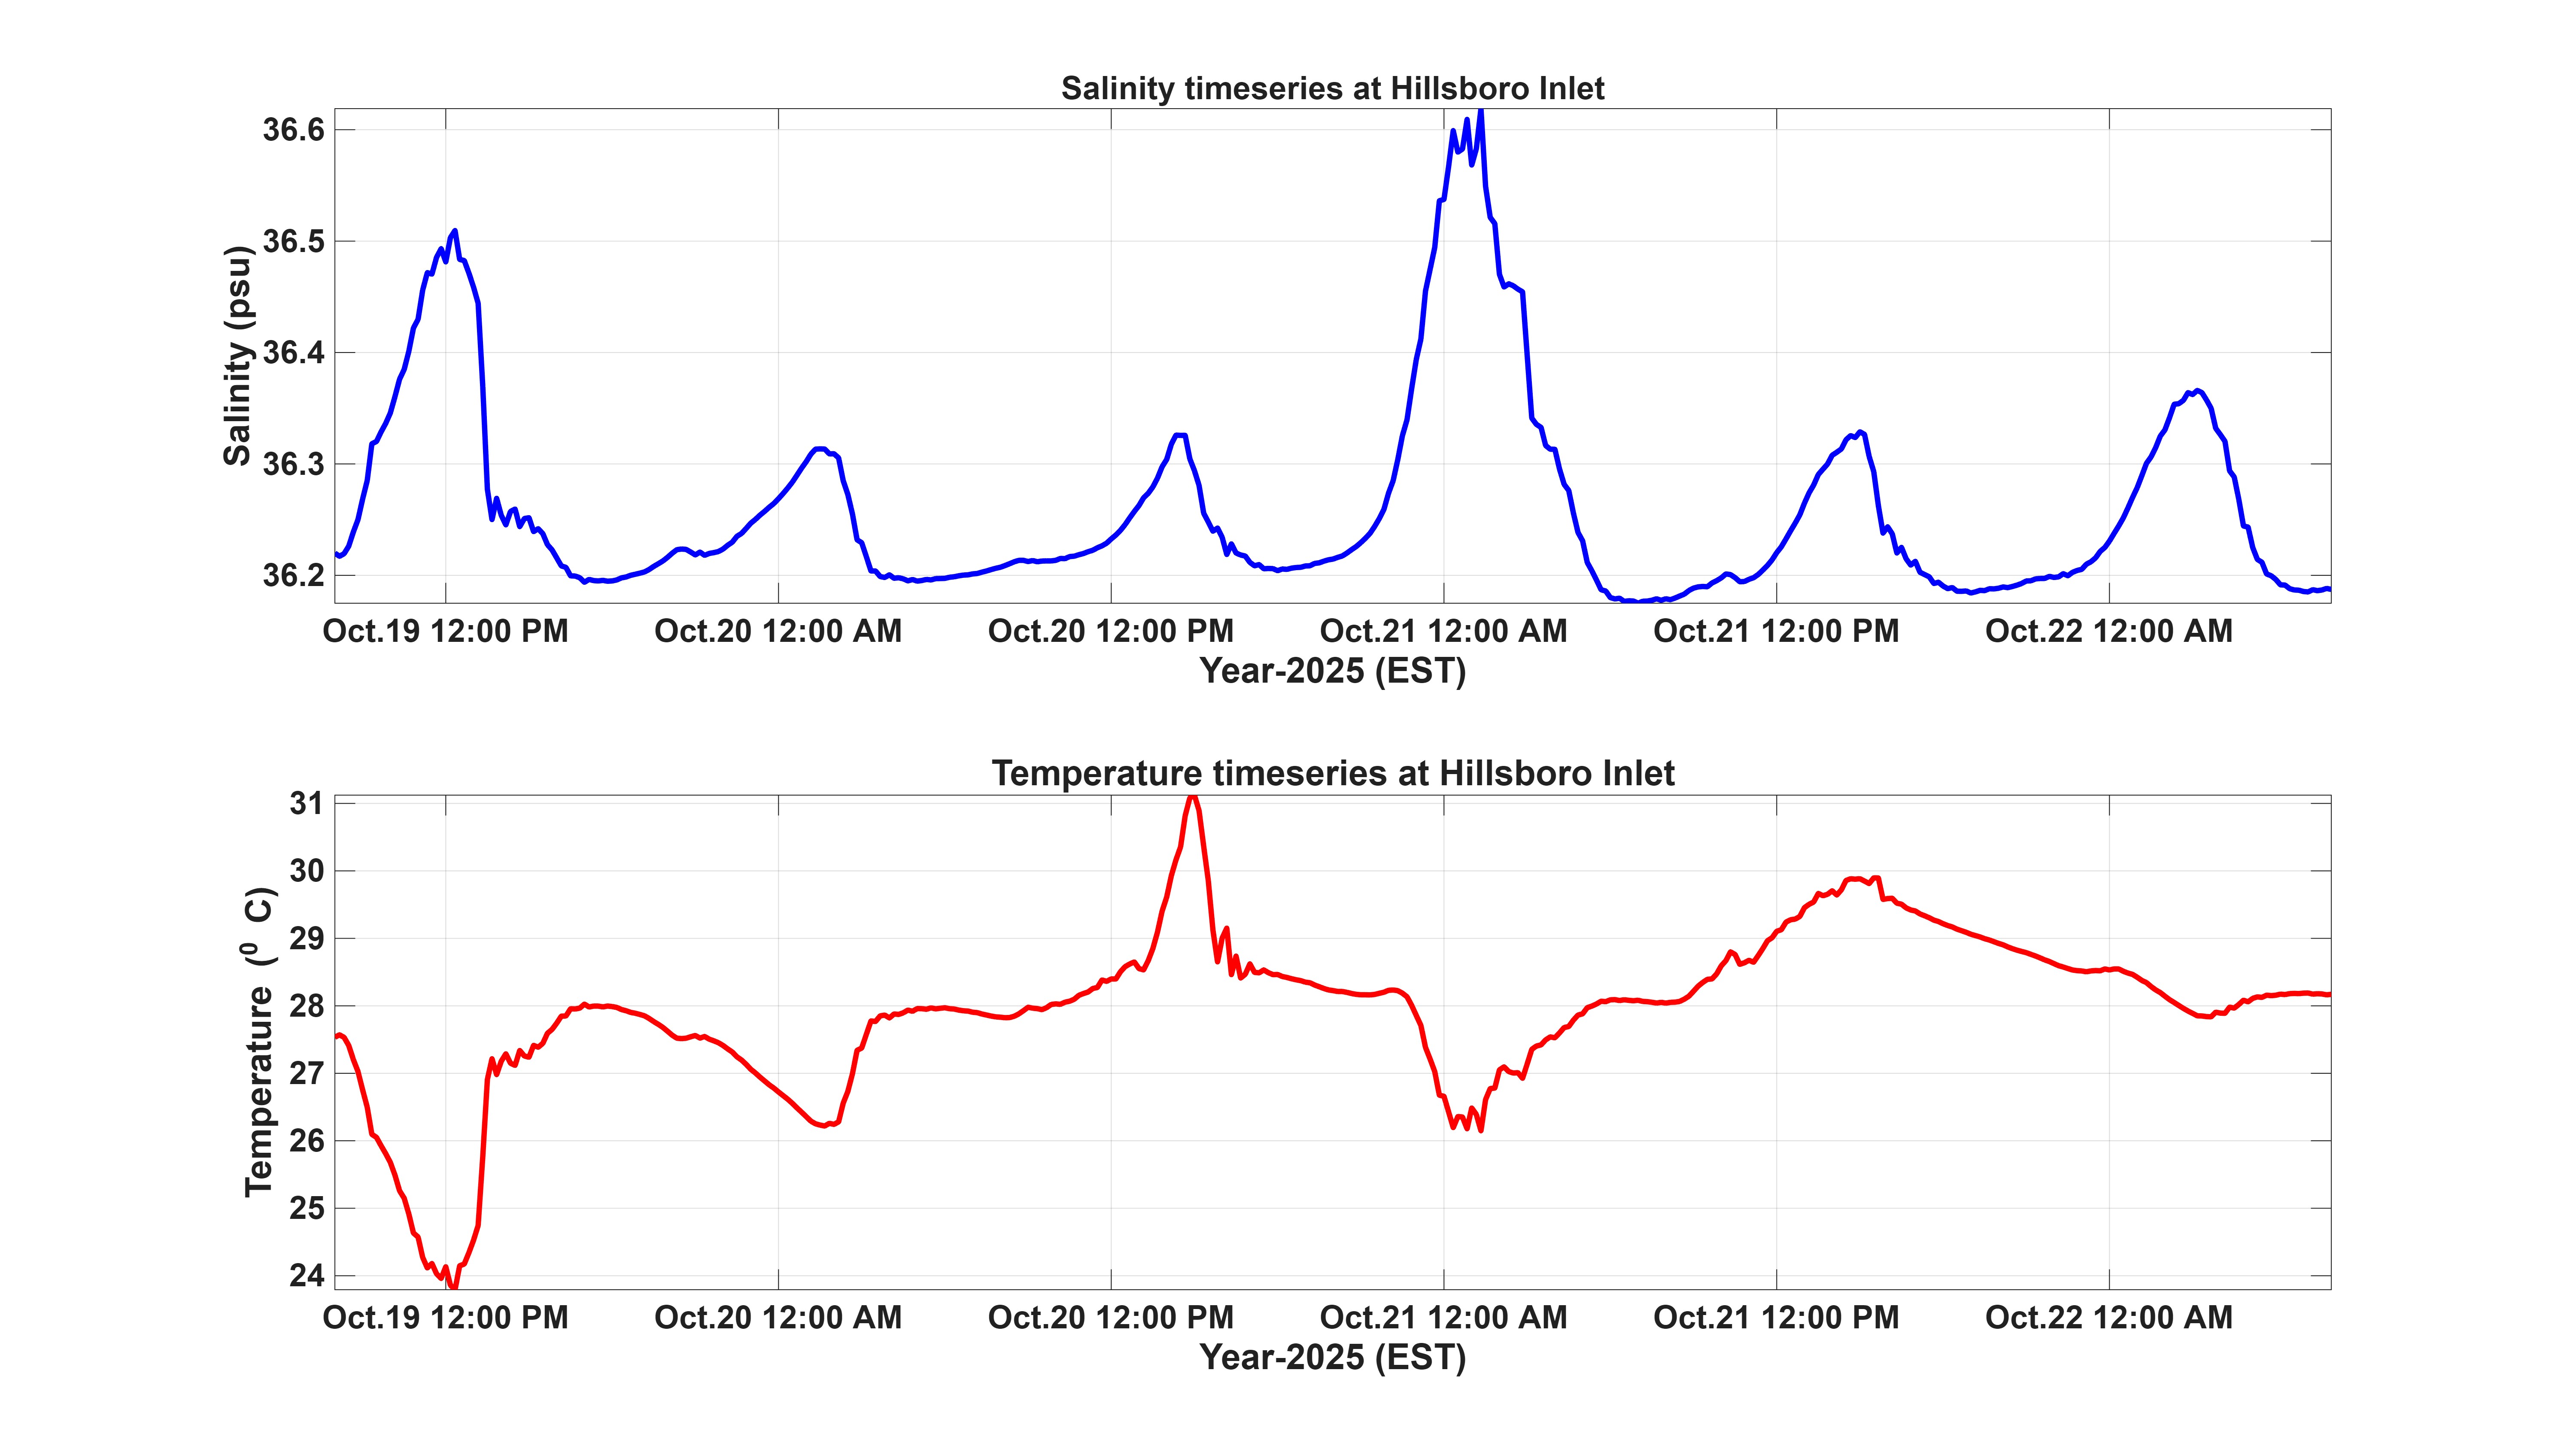 Salinity timeseries at Hillsboro Inlet
36.6
36.5
36.4
36.3
36.2
Salinity (psu)
Oct.19 12:00 PM Oct.20 12:00 AM Oct.20 12:00 PM Oct.21 12:00 AM Oct.21 12:00 PM Oct.22 12:00 AM
Year-2025 (EST)
Temperature timeseries at Hillsboro Inlet
31
30
29
28
27
26
25
24
Temperature (⁰ C)
Oct.19 12:00 PM Oct.20 12:00 AM Oct.20 12:00 PM Oct.21 12:00 AM Oct.21 12:00 PM Oct.22 12:00 AM
Year-2025 (EST)